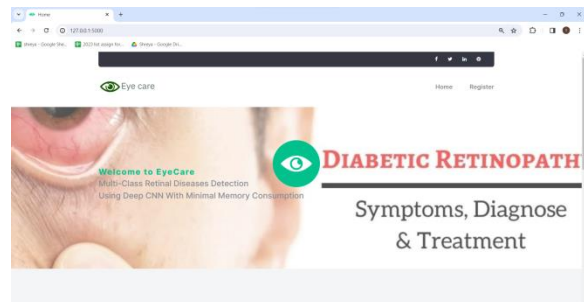 Home
127.0.0.1:5000
Eye care
Home
Register
Welcome to EyeCare
Multi-Class Retinal Diseases Detection
Using Deep CNN With Minimal Memory Consumption
DIABETIC RETINOPATH
Symptoms, Diagnose
& Treatment